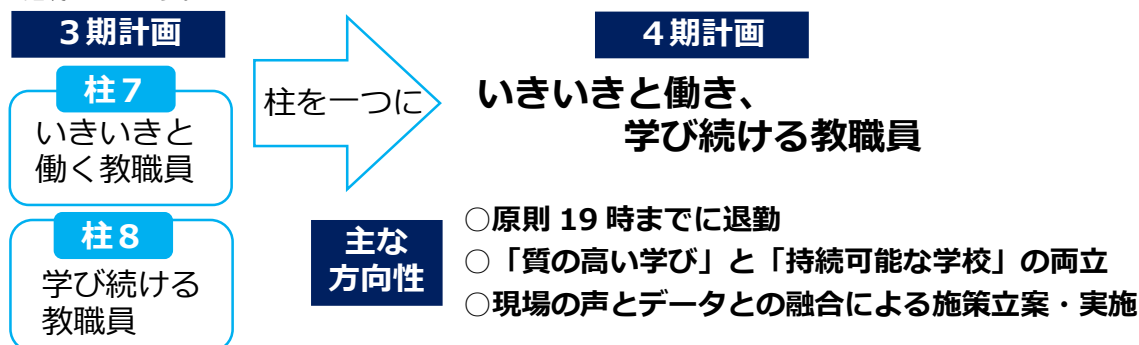 3期計画
柱7
いきいきと
働く教職員
柱8
学び続ける
教職員
柱を一つに
4期計画
いきいきと働き、
学び続ける教職員
主な
方向性
○原則 19 時までに退勤
○「質の高い学び」と「持続可能な学校」の両立
○現場の声とデータとの融合による施策立案・実施